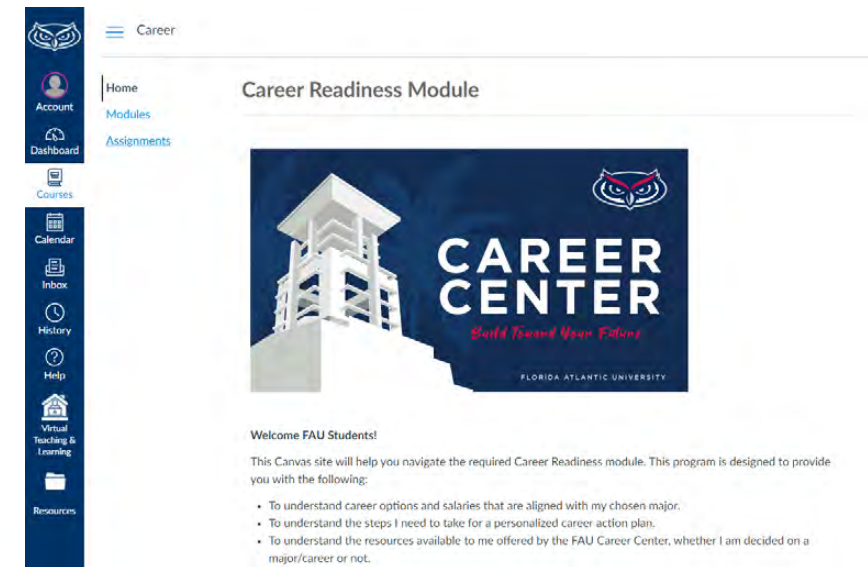 Career
Account
Dashboard
Courses
Calendar
Inbox
History
Help
Virtual
Teaching &
Learning
Resources
Home
Modules
Assignments
Career Readiness Module
CAREER
CENTER
Build Toward Your Future
FLORIDA ATLANTIC UNIVERSITY
Welcome FAU Students!
This Canvas site will help you navigate the required Career Readiness module. This program is designed to provide
you with the following:
• To understand career options and salaries that are aligned with my chosen major.
• To understand the steps I need to take for a personalized career action plan.
• To understand the resources available to me offered by the FAU Career Center, whether I am decided on a
major/career or not.